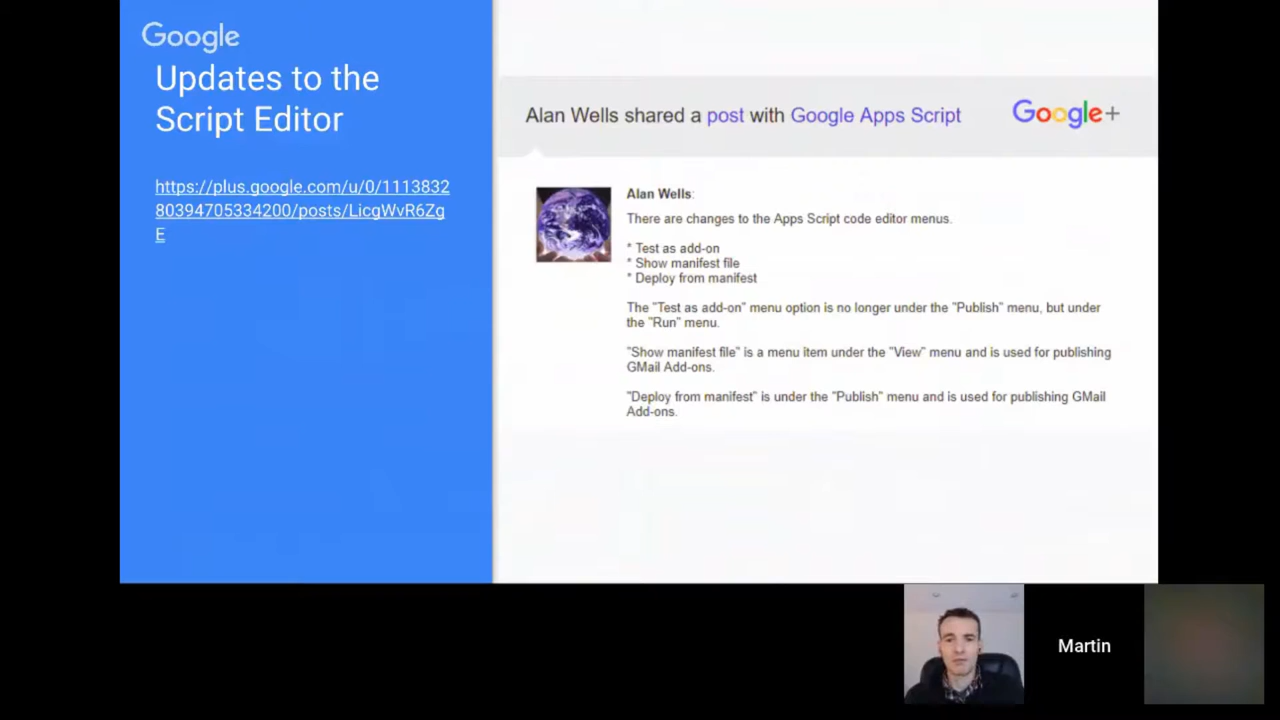 Google
Updates to the
Script Editor
https://plus.google.com/u/0/1113832
80394705334200/posts/LicgWvR6Zg
E
Alan Wells shared a post with Google Apps Script
Google+
Alan Wells:
There are changes to the Apps Script code editor menus.
* Test as add-on
* Show manifest file
* Deploy from manifest
The "Test as add-on" menu option is no longer under the "Publish" menu, but under
the "Run" menu.
"Show manifest file" is a menu item under the "View" menu and is used for publishing
GMail Add-ons.
"Deploy from manifest" is under the "Publish" menu and is used for publishing GMail
Add-ons.
Martin